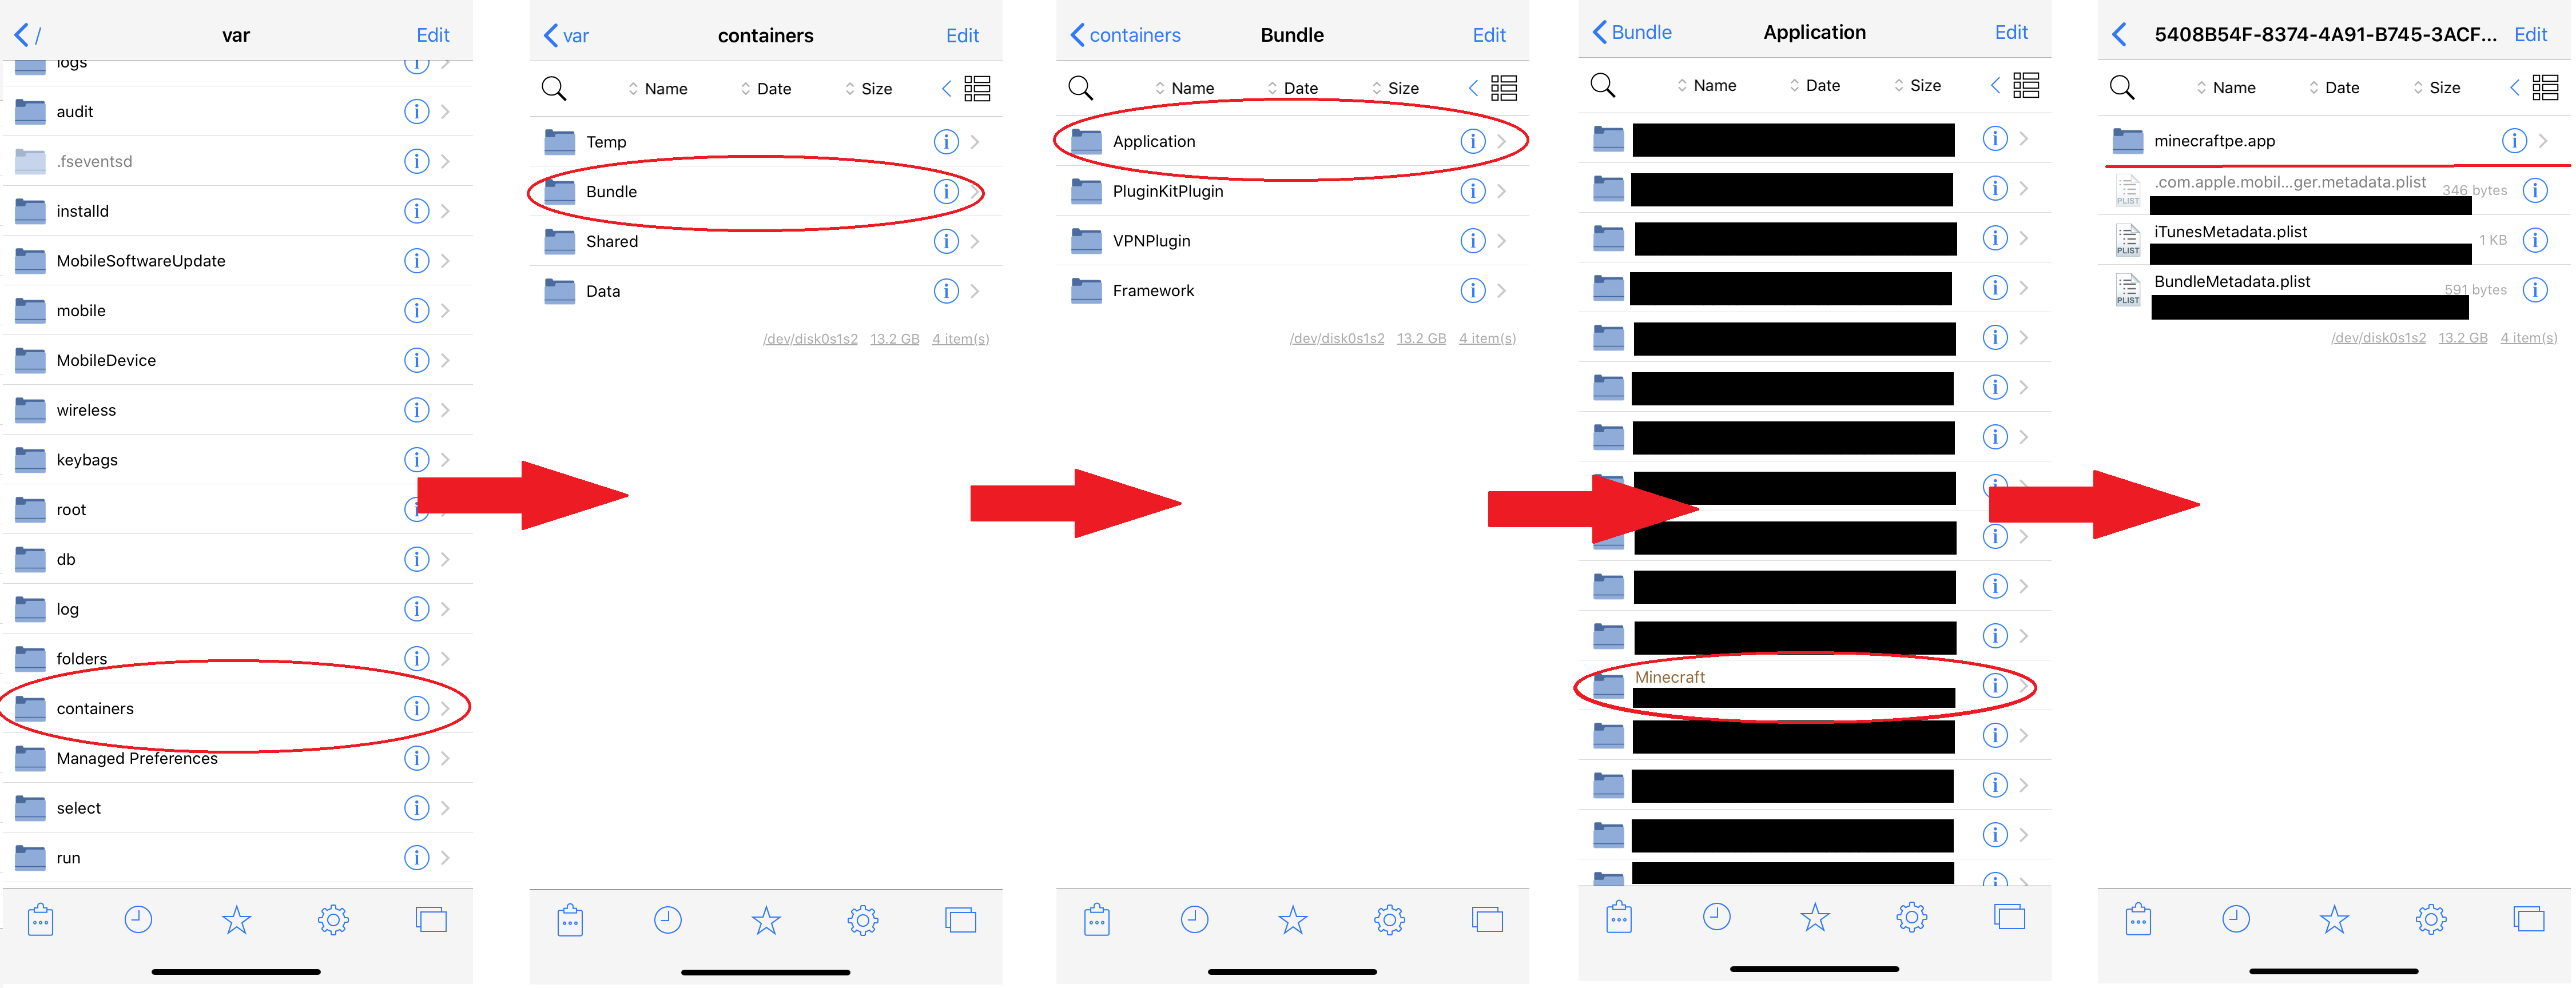 /
var
Edit
logs
audit
.fseventsd
installd
MobileSoftwareUpdate
mobile
MobileDevice
wireless
keybags
root
db
log
folders
containers
Managed Preferences
select
run
var
containers
Edit
Name Date Size
Temp
Bundle
Shared
Data
/dev/disk0s1s2 13.2 GB 4 item(s)
containers
Bundle
Edit
Name Date Size
Application
PluginKitPlugin
VPNPlugin
Framework
/dev/disk0s1s2 13.2 GB 4 item(s)
Bundle
Application
Edit
Name Date Size
Minecraft
5408B54F-8374-4A91-B745-3ACF...
Edit
Name Date Size
minecraftpe.app
.com.apple.mobil...ger.metadata.plist 346 bytes
PLIST
iTunesMetadata.plist 1 KB
PLIST
BundleMetadata.plist 591 bytes
PLIST
/dev/disk0s1s2 13.2 GB 4 item(s)